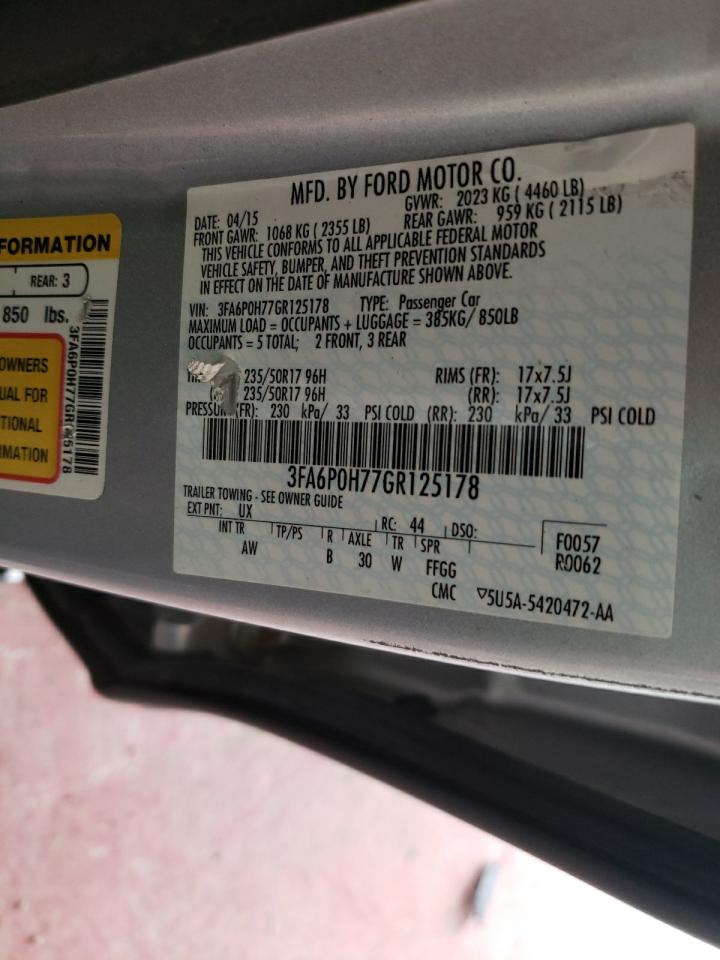 MFD. BY FORD MOTOR CO.
DATE: 04/15 GVWR: 2023 KG ( 4460 LB)
FRONT GAWR: 1068 KG ( 2355 LB) REAR GAWR: 959 KG ( 2115 LB)
THIS VEHICLE CONFORMS TO ALL APPLICABLE FEDERAL MOTOR
VEHICLE SAFETY, BUMPER, AND THEFT PREVENTION STANDARDS
IN EFFECT ON THE DATE OF MANUFACTURE SHOWN ABOVE.
VIN: 3FA6P0H77GR125178 TYPE: Passenger Car
MAXIMUM LOAD = OCCUPANTS + LUGGAGE = 385KG/ 850LB
OCCUPANTS = 5 TOTAL; 2 FRONT, 3 REAR
235/50R17 96H RIMS (FR): 17x7.5J
235/50R17 96H (RR): 17x7.5J
(FR): 230 kPa/ 33 PSI COLD (RR): 230 kPa/ 33 PSI COLD
3FA6P0H77GR125178
TRAILER TOWING - SEE OWNER GUIDE
EXT PNT: UX RC: 44 DSO:
INT TR TP/PS R AXLE TR SPR
AW B 30 W FFGG
F0057
R0062
CMC ▽5U5A-5420472-AA
FORMATION
REAR: 3
850 lbs.
OWNERS
UAL FOR
TIONAL
RMATION
3FA6P0H77GR125178